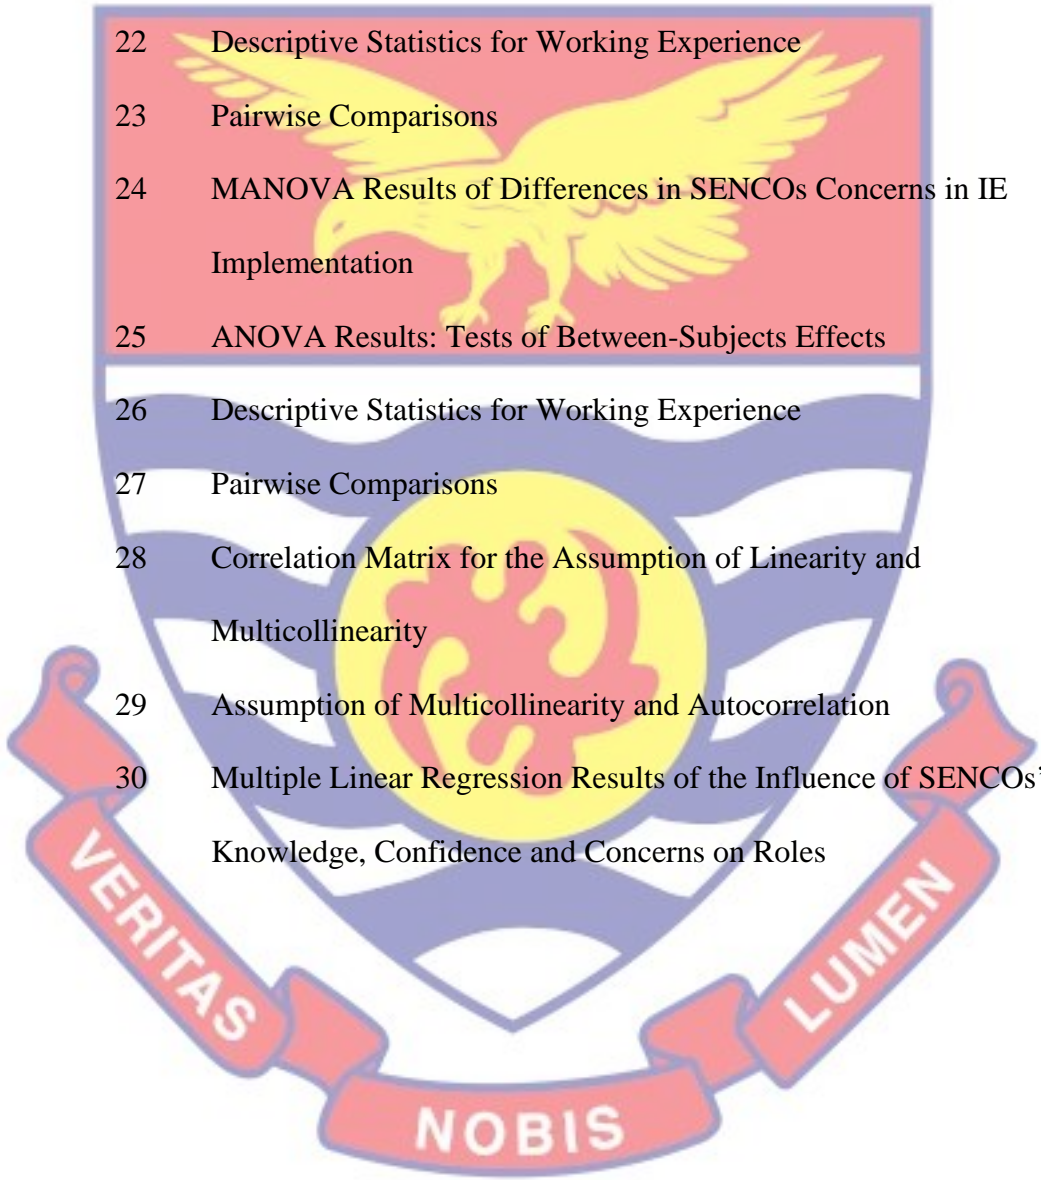 22 Descriptive Statistics for Working Experience
23 Pairwise Comparisons
24 MANOVA Results of Differences in SENCOs Concerns in IE
Implementation
25 ANOVA Results: Tests of Between-Subjects Effects
26 Descriptive Statistics for Working Experience
27 Pairwise Comparisons
28 Correlation Matrix for the Assumption of Linearity and
Multicollinearity
29 Assumption of Multicollinearity and Autocorrelation
30 Multiple Linear Regression Results of the Influence of SENCOs’
Knowledge, Confidence and Concerns on Roles
VERITAS
NOBIS
LUMEN